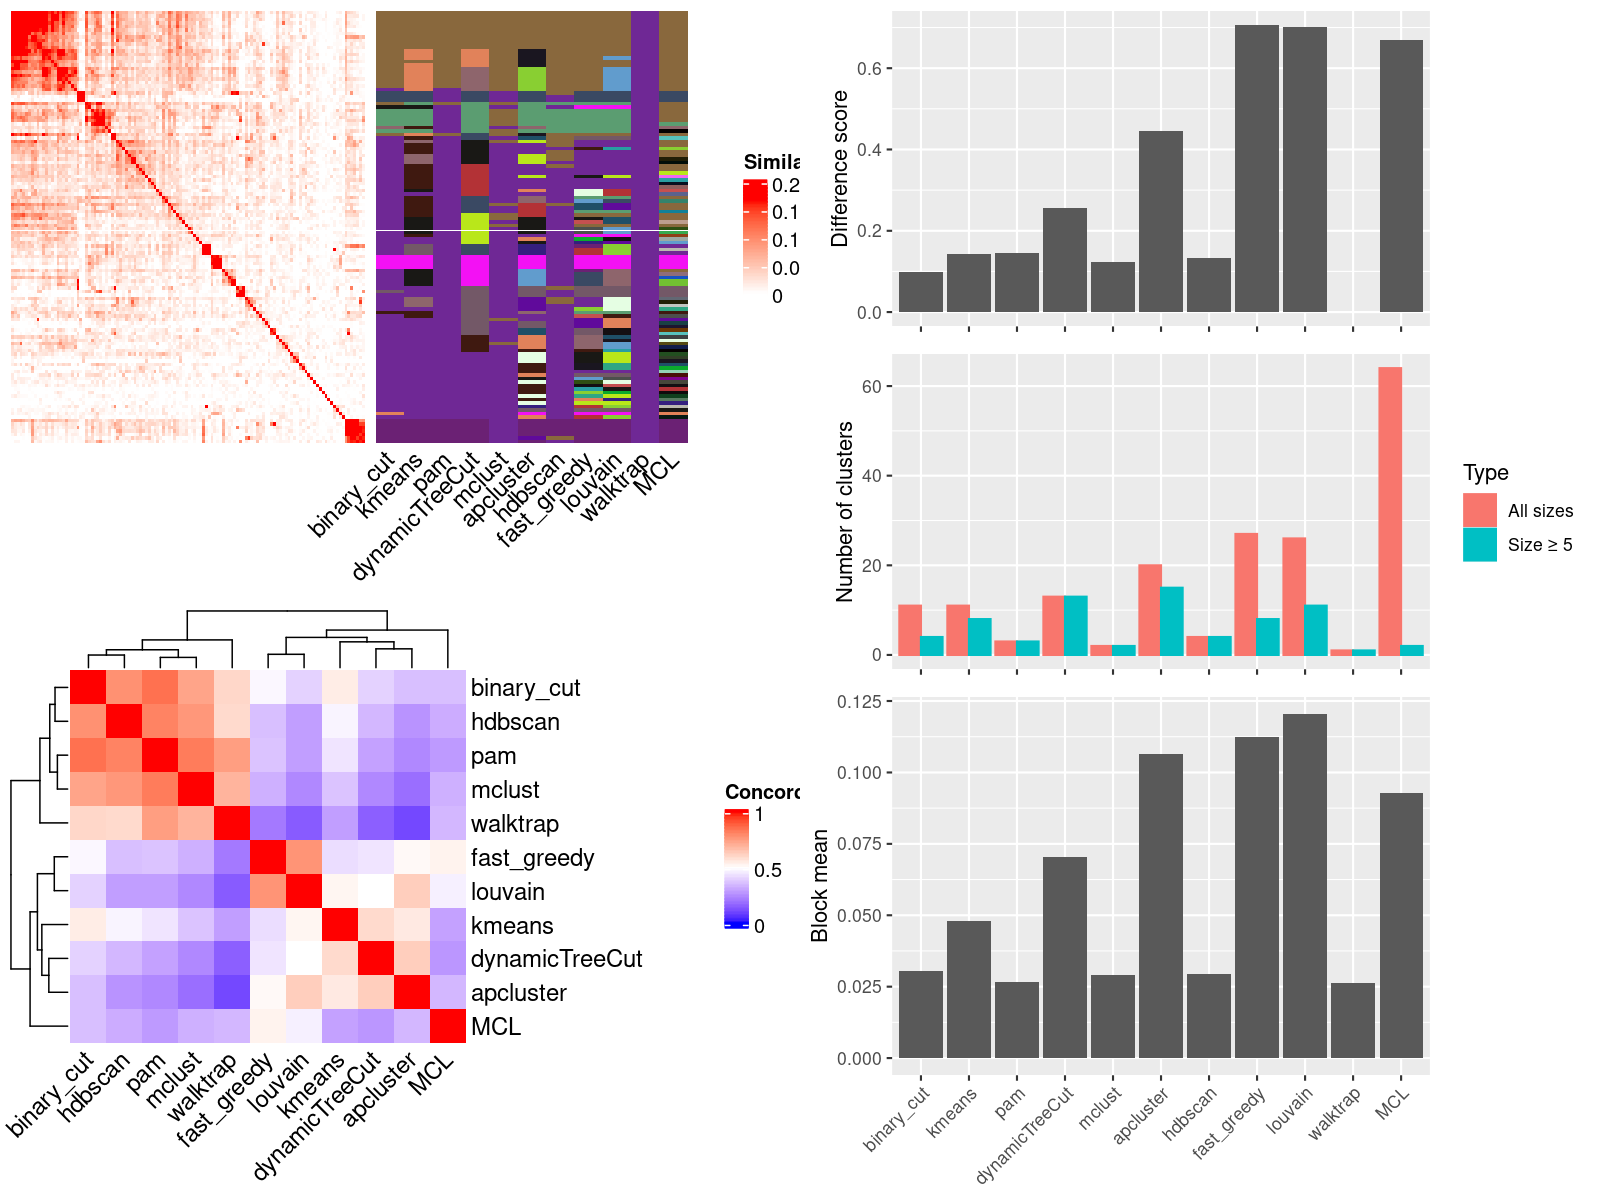 Simila
0.2
0.1
0.1
0.0
0
binary_cut
kmeans
pam
dynamicTreeCut
mclust
apcluster
hdbscan
fast_greedy
louvain
walktrap
MCL
binary_cut
hdbscan
pam
mclust
walktrap
fast_greedy
louvain
kmeans
dynamicTreeCut
apcluster
MCL
binary_cut
hdbscan
pam
mclust
walktrap
fast_greedy
louvain
kmeans
dynamicTreeCut
apcluster
MCL
Concord
1
0.5
0
Difference score
0.6
0.4
0.2
0.0
Number of clusters
60
40
20
0
Type
All sizes
Size ≥ 5
Block mean
0.125
0.100
0.075
0.050
0.025
0.000
binary_cut
kmeans
pam
dynamicTreeCut
mclust
apcluster
hdbscan
fast_greedy
louvain
walktrap
MCL